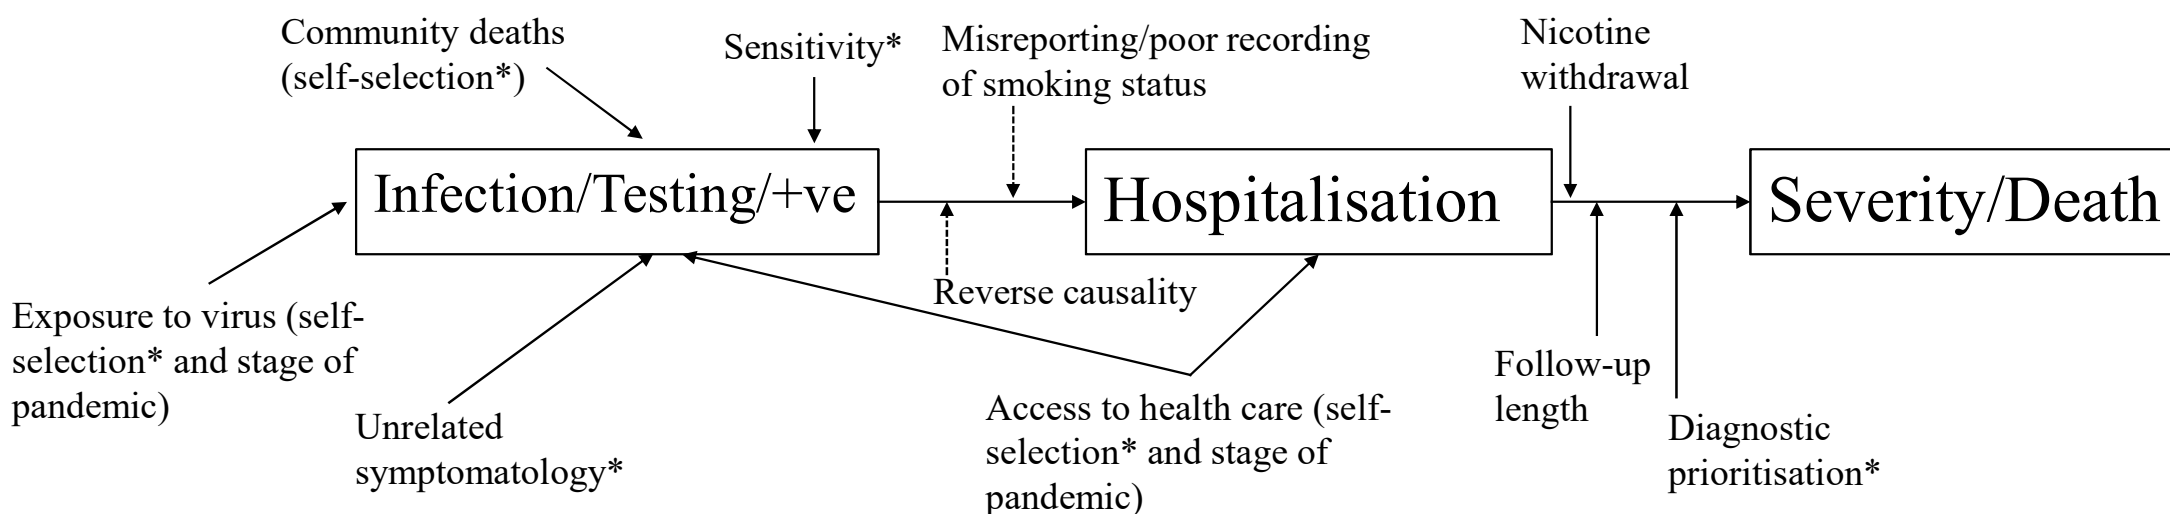 Community deaths
(self-selection*)
Sensitivity*
Misreporting/poor recording
of smoking status
Nicotine
withdrawal
Infection/Testing/+ve
Hospitalisation
Severity/Death
Reverse causality
Exposure to virus (self-
selection* and stage of
pandemic)
Unrelated
symptomatology*
Access to health care (self-
selection* and stage of
pandemic)
Follow-up
length
Diagnostic
prioritisation*